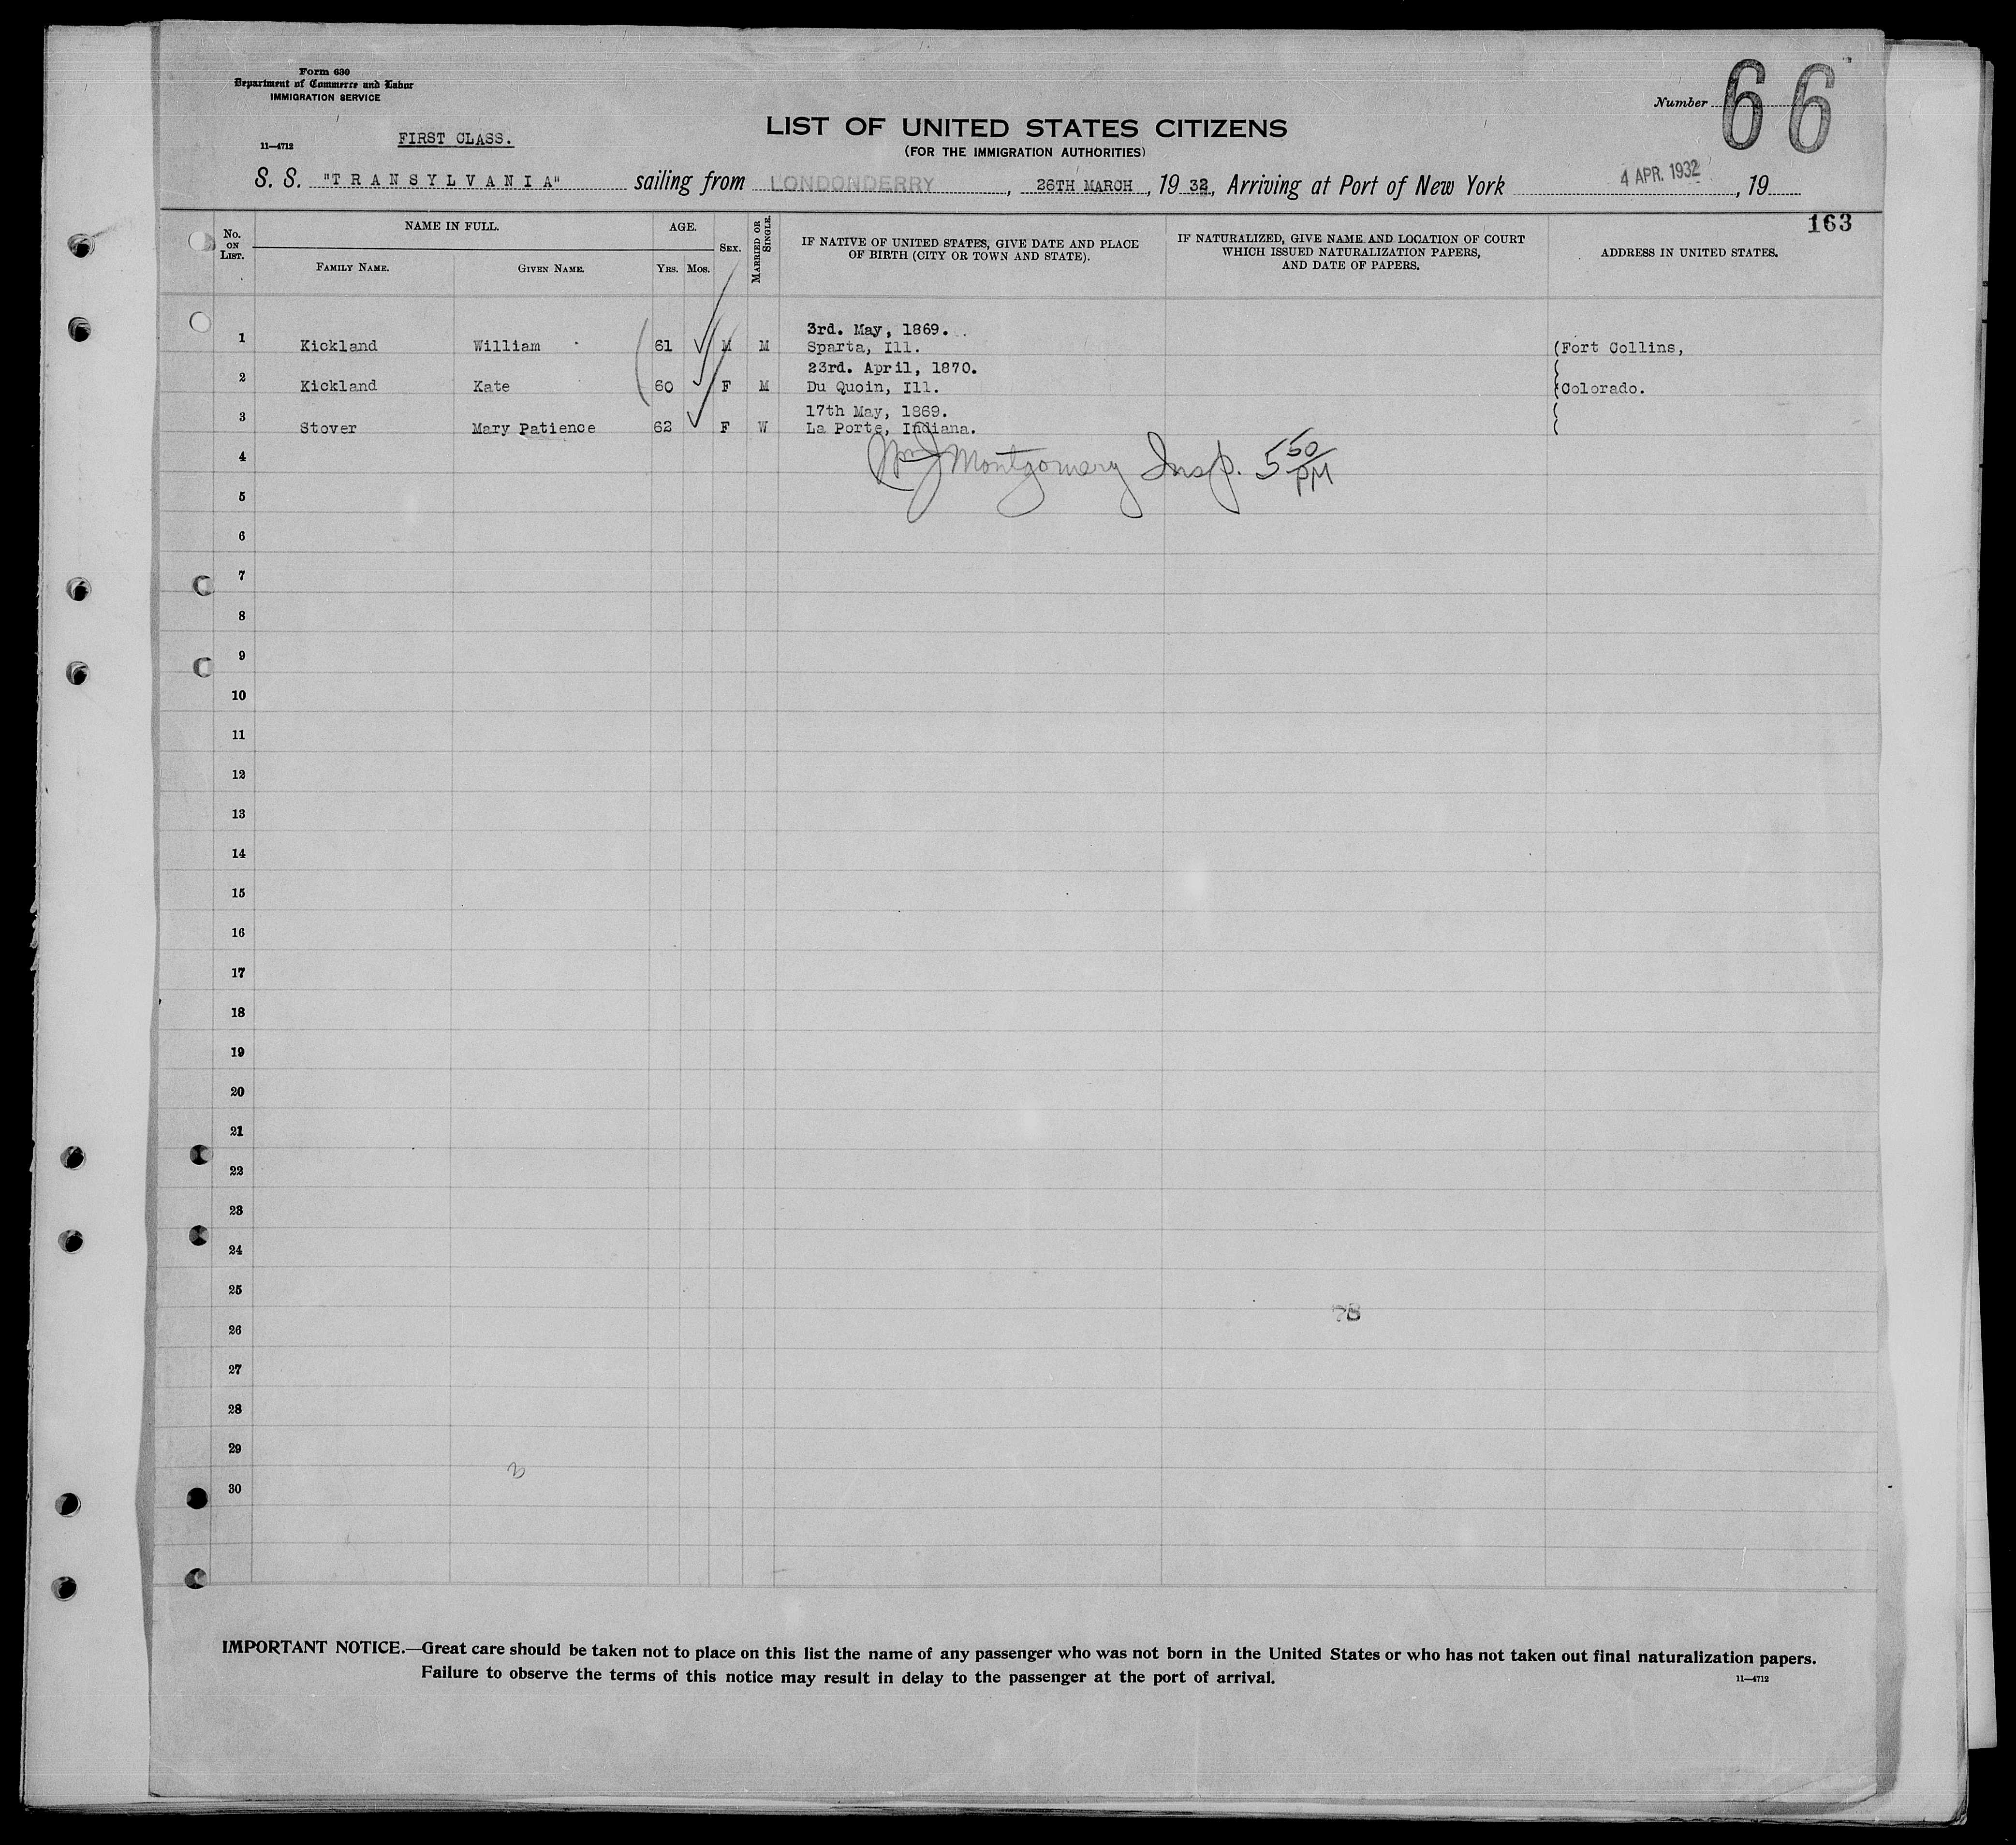 Form 630
Department of Commerce and Labor
IMMIGRATION SERVICE
Number 66
11—4712
FIRST CLASS.
LIST OF UNITED STATES CITIZENS
(FOR THE IMMIGRATION AUTHORITIES)
S. S. "TRANSYLVANIA" sailing from LONDONDERRY, 26TH MARCH, 19 32, Arriving at Port of New York 4 APR. 1932, 19
163
No. ON LIST.
NAME IN FULL.
FAMILY NAME.
GIVEN NAME.
AGE.
YRS. MOS.
SEX.
MARRIED OR SINGLE.
IF NATIVE OF UNITED STATES, GIVE DATE AND PLACE
OF BIRTH (CITY OR TOWN AND STATE).
IF NATURALIZED, GIVE NAME AND LOCATION OF COURT
WHICH ISSUED NATURALIZATION PAPERS,
AND DATE OF PAPERS.
ADDRESS IN UNITED STATES.
3rd. May, 1869.
1 Kickland William 61 M M Sparta, Ill. (Fort Collins,
23rd. April, 1870.
2 Kickland Kate 60 F M Du Quoin, Ill. (Colorado.
17th May, 1869.
3 Stover Mary Patience 62 F W La Porte, Indiana.
4
Wm J Montgomery Insp. 5 50 PM
5
6
7
8
9
10
11
12
13
14
15
16
17
18
19
20
21
22
23
24
25
78
26
27
28
29
30
IMPORTANT NOTICE.—Great care should be taken not to place on this list the name of any passenger who was not born in the United States or who has not taken out final naturalization papers.
Failure to observe the terms of this notice may result in delay to the passenger at the port of arrival.
11—4712